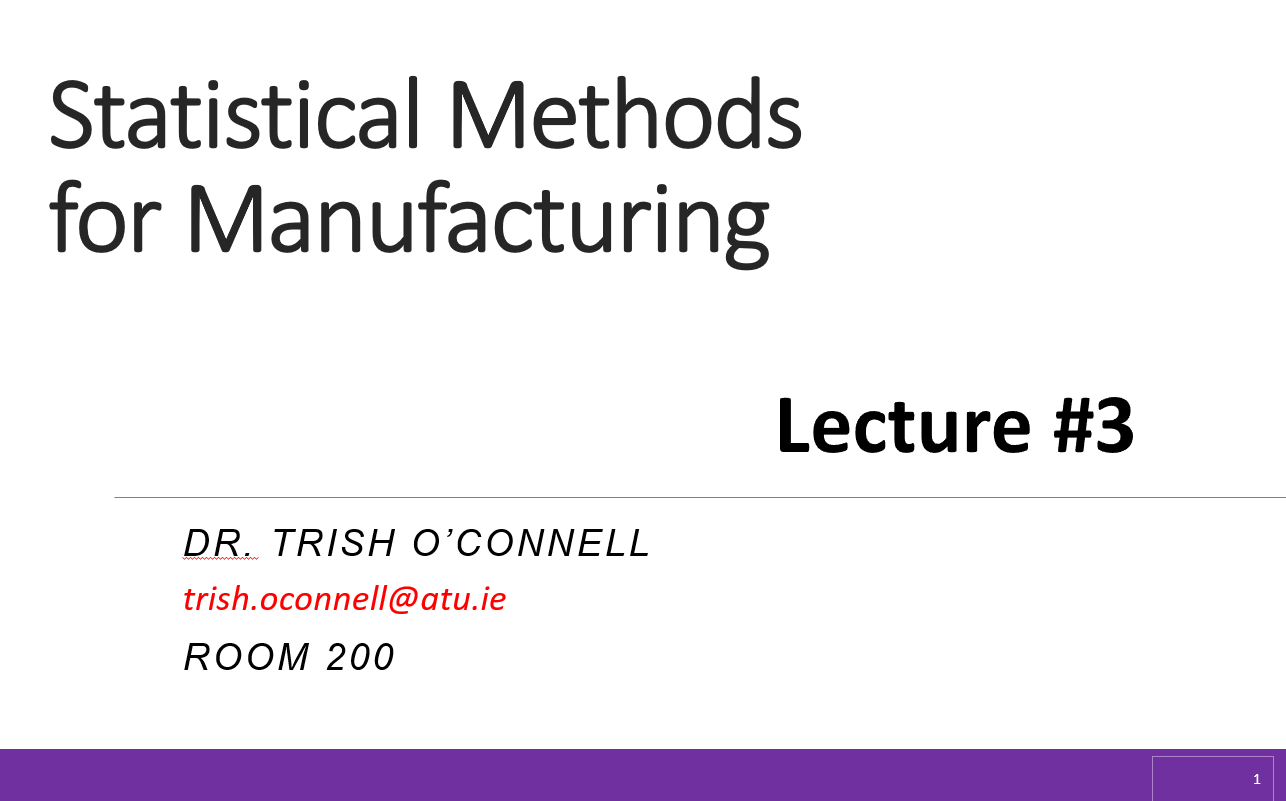 Statistical Methods
for Manufacturing
Lecture #3
DR. TRISH O’CONNELL
trish.oconnell@atu.ie
ROOM 200
1